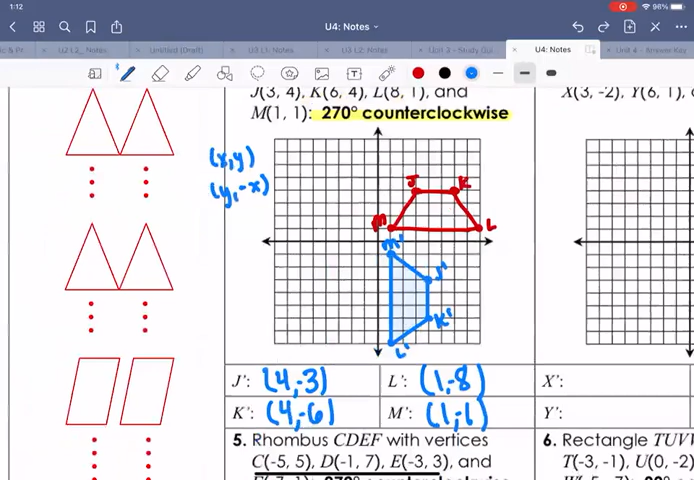 1:12
96%
U4: Notes
s & Pr
U2 L2_ Notes
Untitled (Draft)
U3 L1: Notes
U3 L2: Notes
Unit 3 - Study Gui
U4: Notes
Unit 4 - Answer Key
J(3, 4), K(6, 4), L(8, 1), and
M(1, 1): 270° counterclockwise
X(3, -2), Y(6, 1), a
(x,y)
(y,-x)
J
K
M
L
M'
J'
K'
L'
J': (4,-3)
L': (1,-8)
X':
K': (4,-6)
M': (1,-1)
Y':
5. Rhombus CDEF with vertices
C(-5, 5), D(-1, 7), E(-3, 3), and
6. Rectangle TUV
T(-3, -1), U(0, -2)